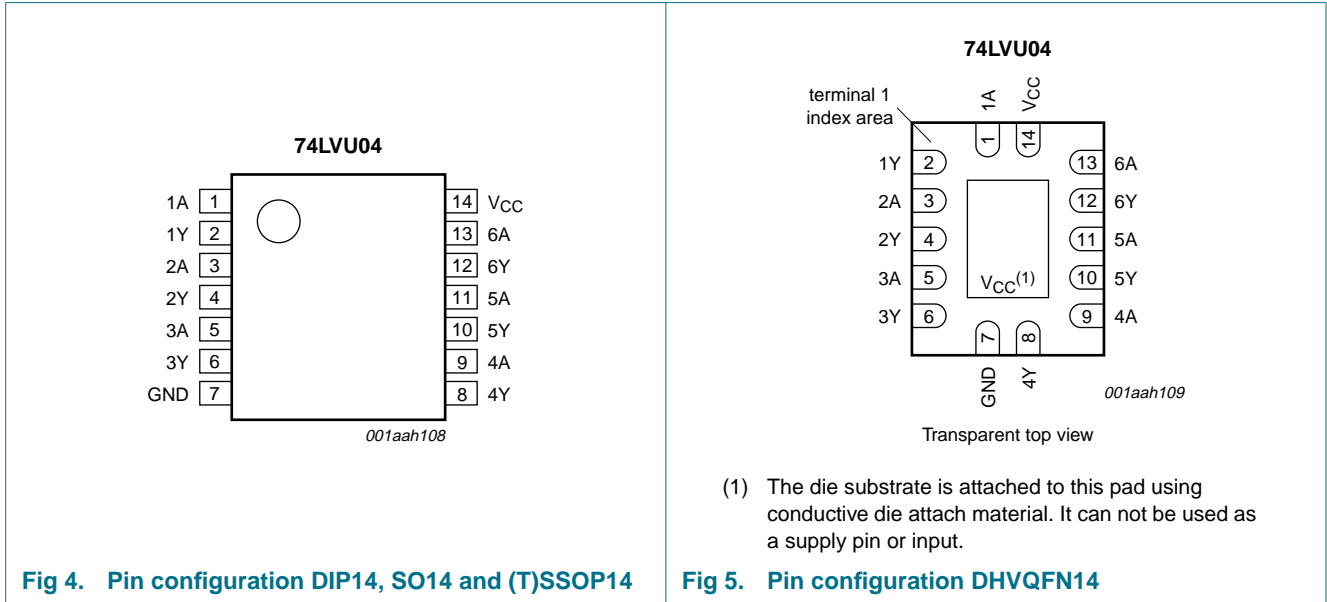 74LVU04
1A 1
1Y 2
2A 3
2Y 4
3A 5
3Y 6
GND 7
14 VCC
13 6A
12 6Y
11 5A
10 5Y
9 4A
8 4Y
001aah108
Fig 4. Pin configuration DIP14, SO14 and (T)SSOP14
74LVU04
terminal 1
index area
1A
VCC
1
14
1Y 2
2A 3
2Y 4
3A 5
3Y 6
13 6A
12 6Y
11 5A
10 5Y
9 4A
VCC(1)
7
8
GND
4Y
001aah109
Transparent top view
(1) The die substrate is attached to this pad using
conductive die attach material. It can not be used as
a supply pin or input.
Fig 5. Pin configuration DHVQFN14